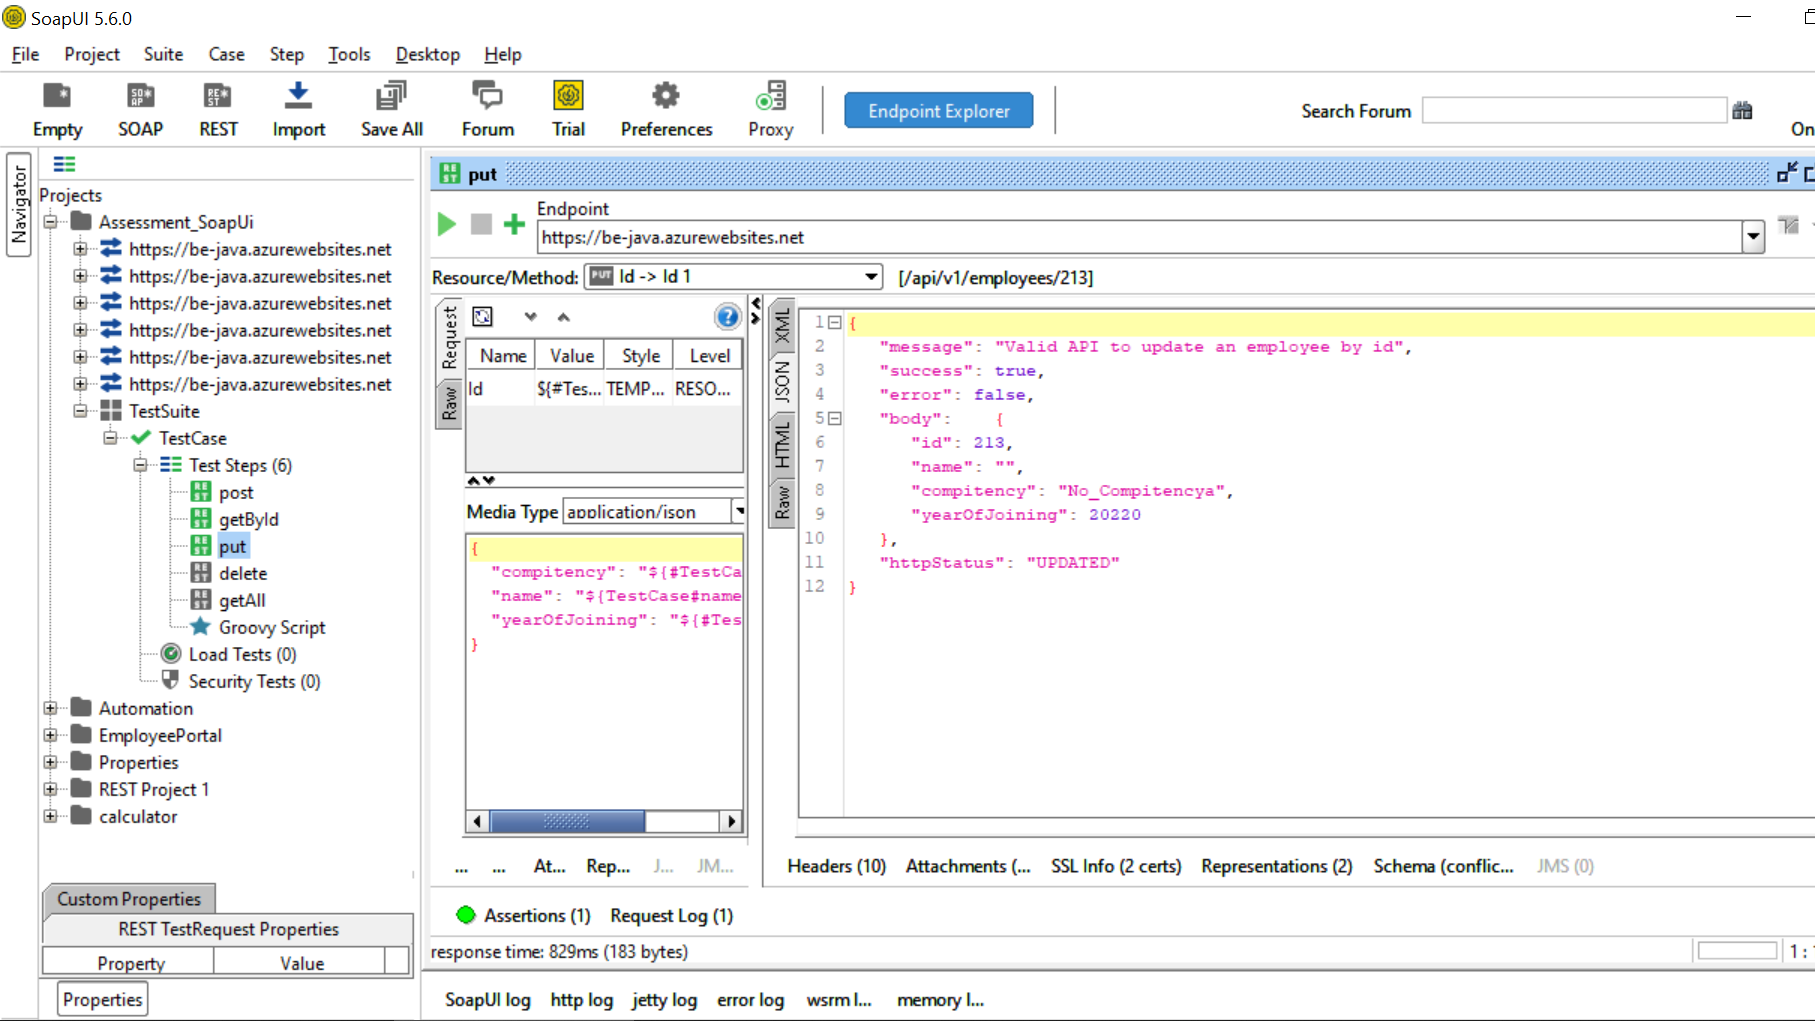 SoapUI 5.6.0
File Project Suite Case Step Tools Desktop Help
Empty SOAP REST Import Save All Forum Trial Preferences Proxy Endpoint Explorer Search Forum On
Navigator
Projects
Assessment_SoapUi
https://be-java.azurewebsites.net
https://be-java.azurewebsites.net
https://be-java.azurewebsites.net
https://be-java.azurewebsites.net
https://be-java.azurewebsites.net
https://be-java.azurewebsites.net
TestSuite
TestCase
Test Steps (6)
post
getById
put
delete
getAll
Groovy Script
Load Tests (0)
Security Tests (0)
Automation
EmployeePortal
Properties
REST Project 1
calculator
Custom Properties
REST TestRequest Properties
Property Value
Properties
put
Endpoint
https://be-java.azurewebsites.net
Resource/Method: PUT Id -> Id 1 [/api/v1/employees/213]
Request
Raw
Name Value Style Level
Id ${#Tes... TEMP... RESO...
Media Type application/json
{
"compitency": "${#TestCa
"name": "${TestCase#name
"yearOfJoining": "${#Tes
}
... ... At... Rep... J... JM...
XML
JSON
HTML
Raw
1 {
2 "message": "Valid API to update an employee by id",
3 "success": true,
4 "error": false,
5 "body": {
6 "id": 213,
7 "name": "",
8 "compitency": "No_Compitencya",
9 "yearOfJoining": 20220
10 },
11 "httpStatus": "UPDATED"
12 }
Headers (10) Attachments (... SSL Info (2 certs) Representations (2) Schema (conflic... JMS (0)
Assertions (1) Request Log (1)
response time: 829ms (183 bytes)
1 :
SoapUI log http log jetty log error log wsrm l... memory l...